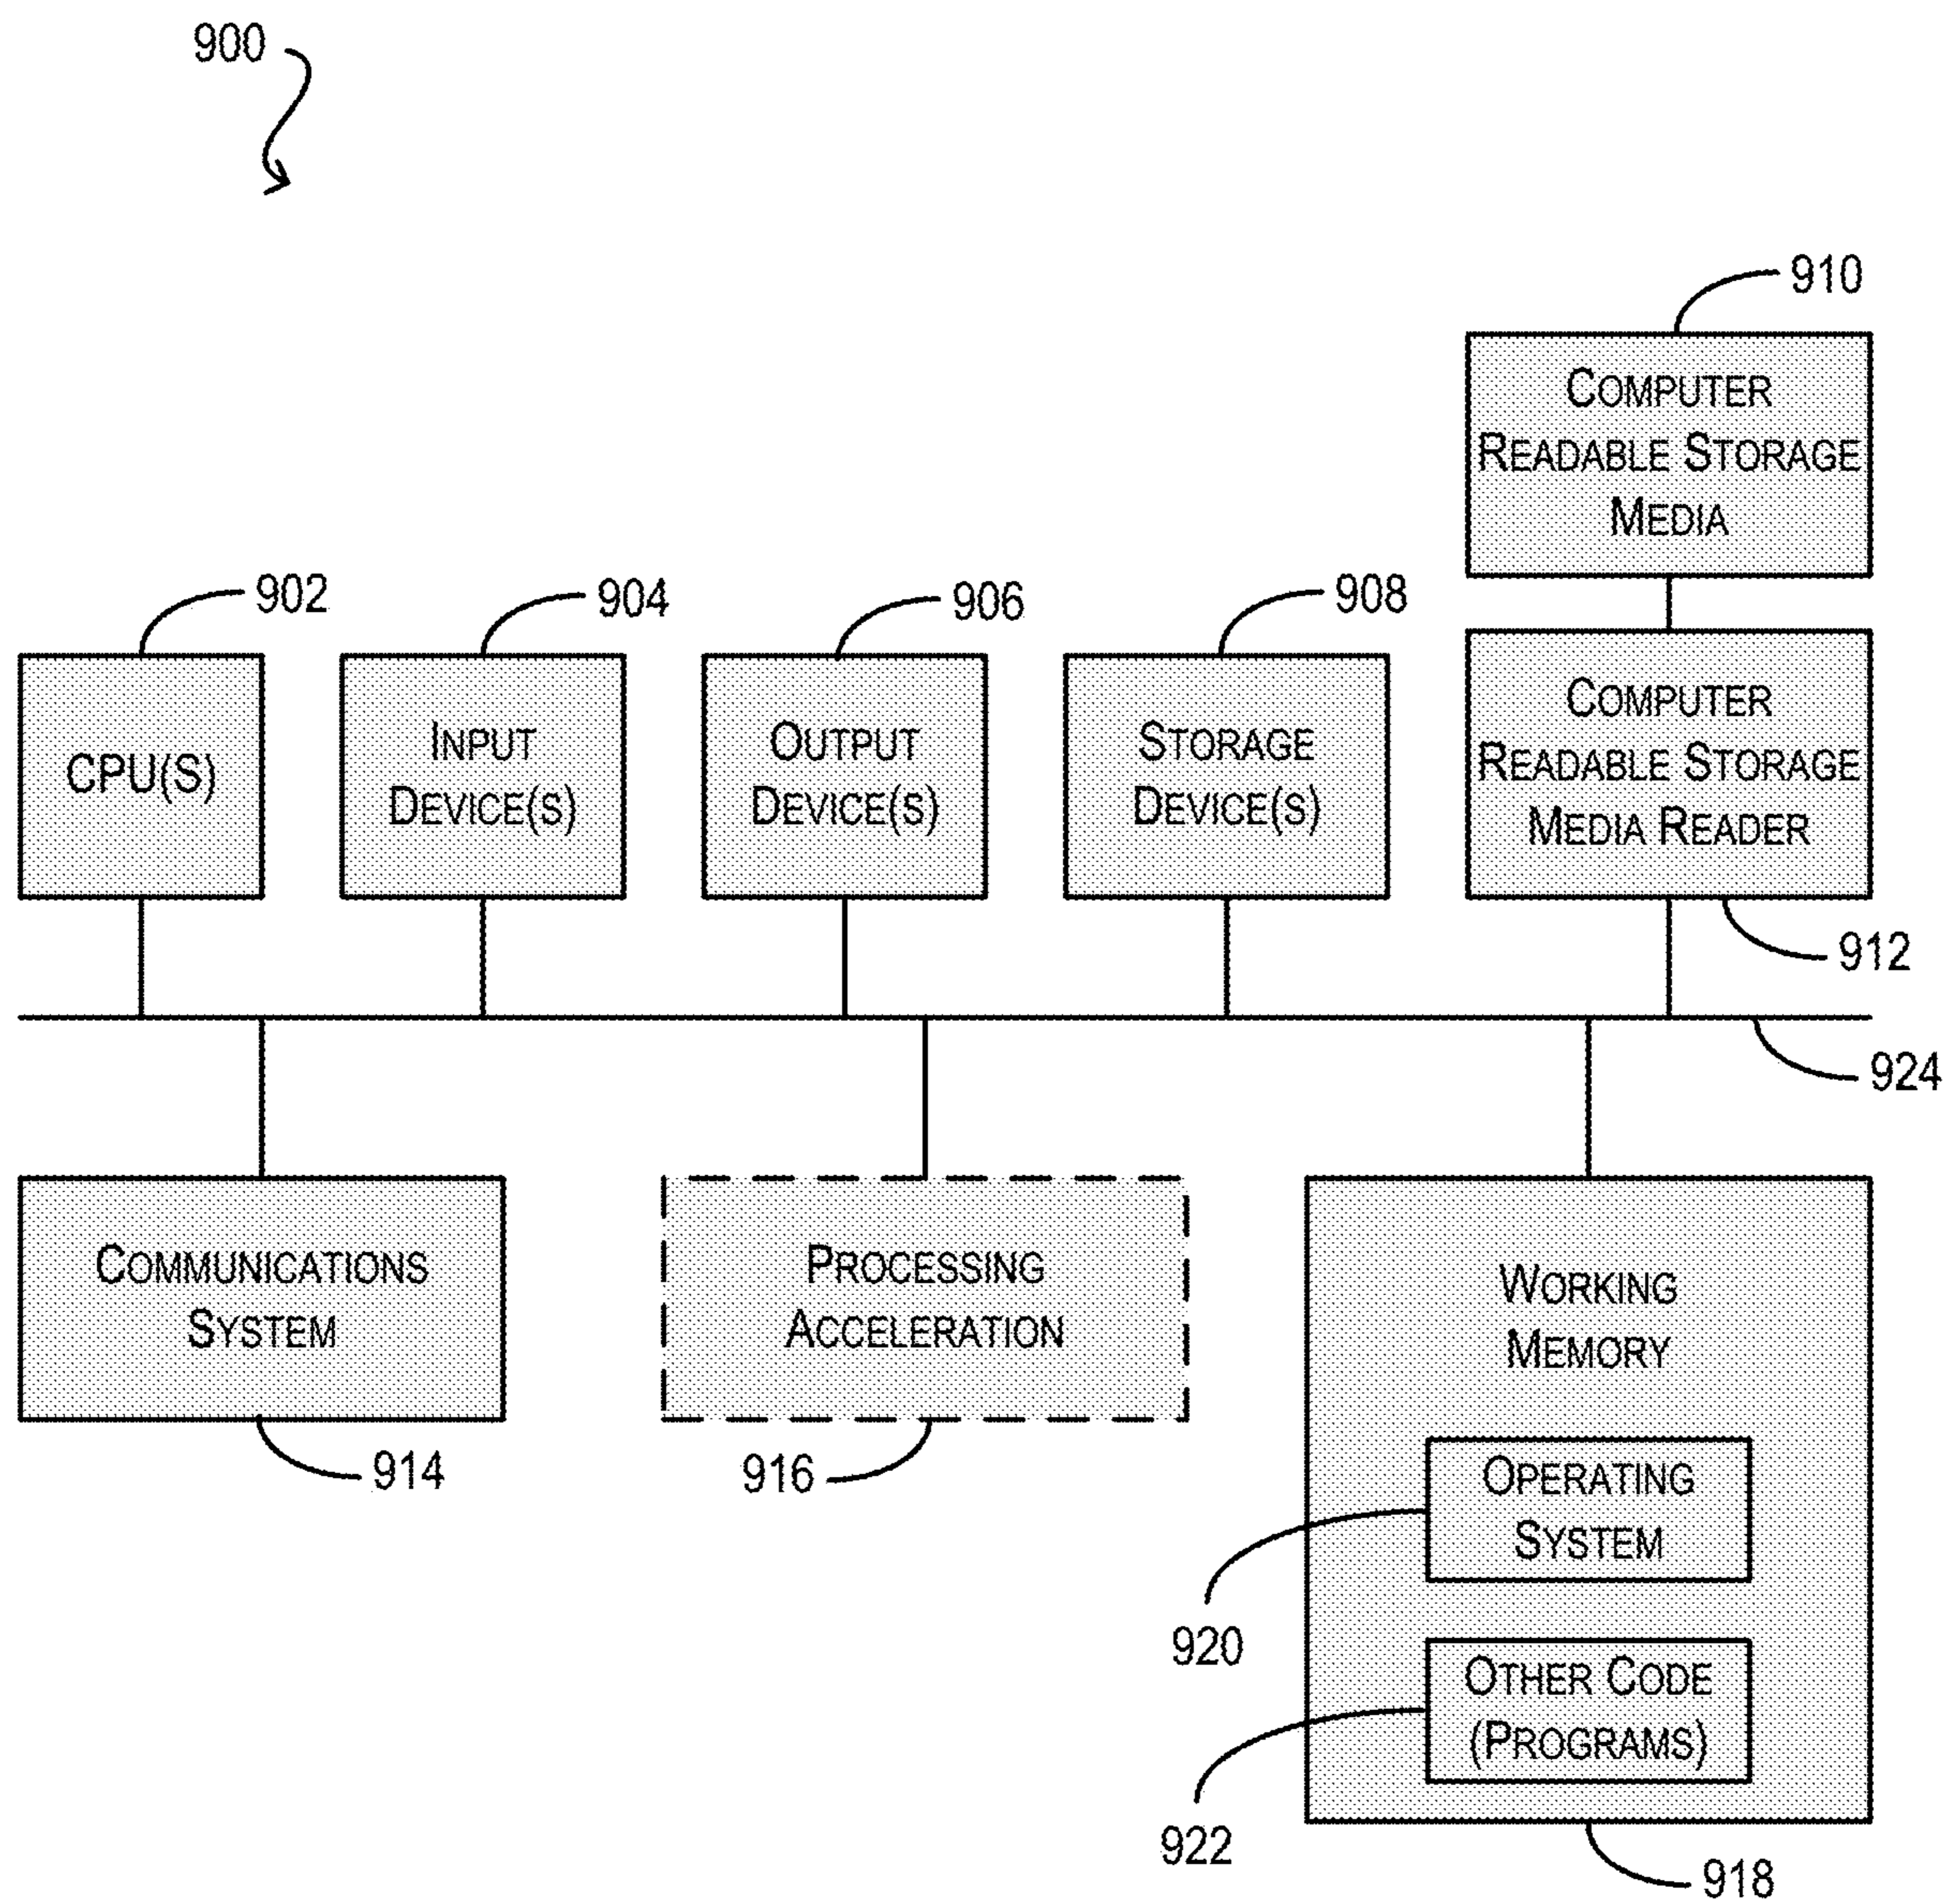 900
910
COMPUTER
READABLE STORAGE
MEDIA
902
904
906
908
CPU(S)
INPUT
DEVICE(S)
OUTPUT
DEVICE(S)
STORAGE
DEVICE(S)
COMPUTER
READABLE STORAGE
MEDIA READER
912
924
COMMUNICATIONS
SYSTEM
914
PROCESSING
ACCELERATION
916
WORKING
MEMORY
OPERATING
SYSTEM
920
OTHER CODE
(PROGRAMS)
922
918